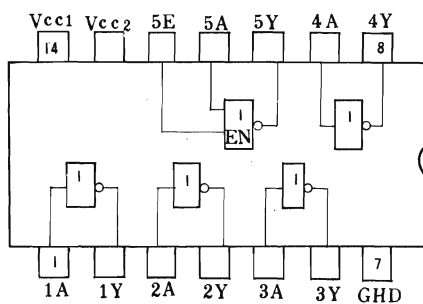 Vcc1 Vcc2 5E 5A 5Y 4A 4Y
14 8
1 1
EN
1 1 1
1 7
1A 1Y 2A 2Y 3A 3Y GHD